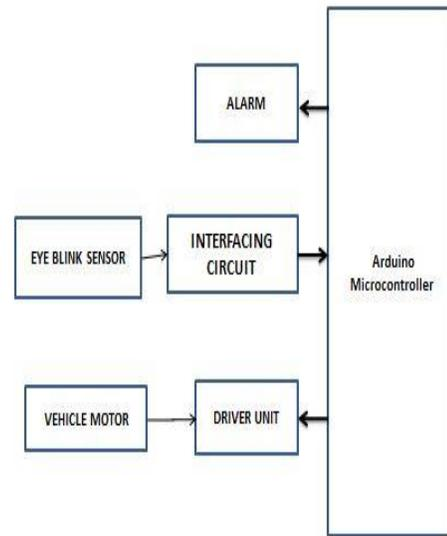 ALARM
EYE BLINK SENSOR
INTERFACING
CIRCUIT
Arduino
Microcontroller
VEHICLE MOTOR
DRIVER UNIT